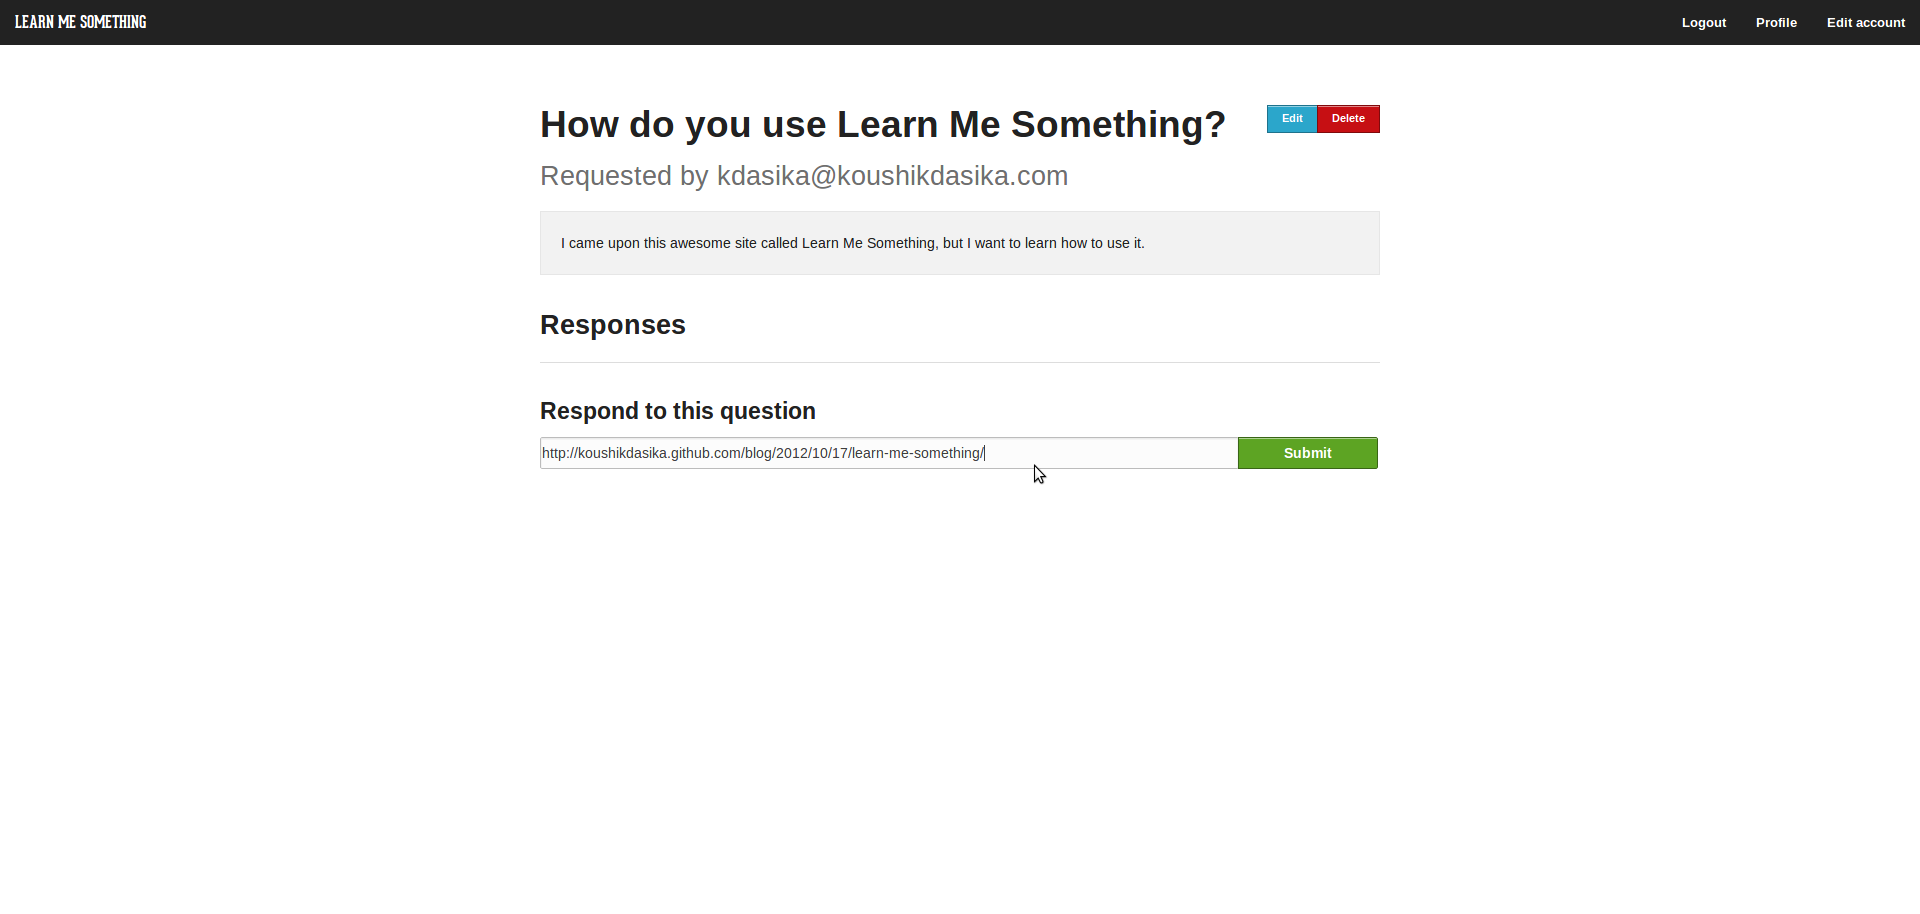 LEARN ME SOMETHING
Logout Profile Edit account
How do you use Learn Me Something?
Edit Delete
Requested by kdasika@koushikdasika.com
I came upon this awesome site called Learn Me Something, but I want to learn how to use it.
Responses
Respond to this question
http://koushikdasika.github.com/blog/2012/10/17/learn-me-something/
Submit